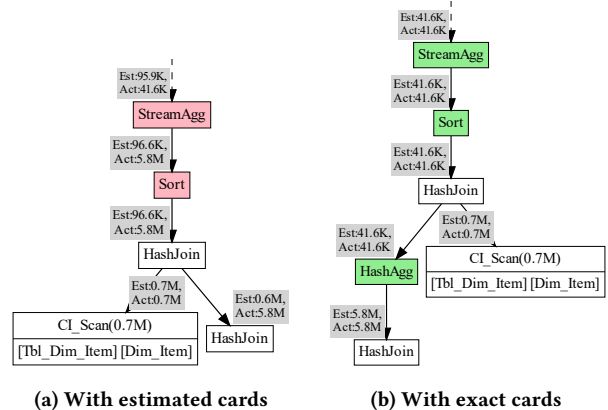 Est:95.9K,
Act:41.6K
StreamAgg
Est:96.6K,
Act:5.8M
Sort
Est:96.6K,
Act:5.8M
HashJoin
Est:0.7M,
Act:0.7M
Est:0.6M,
Act:5.8M
CI_Scan(0.7M)
[Tbl_Dim_Item] [Dim_Item]
HashJoin
(a) With estimated cards
Est:41.6K,
Act:41.6K
StreamAgg
Est:41.6K,
Act:41.6K
Sort
Est:41.6K,
Act:41.6K
HashJoin
Est:41.6K,
Act:41.6K
Est:0.7M,
Act:0.7M
HashAgg
CI_Scan(0.7M)
[Tbl_Dim_Item] [Dim_Item]
Est:5.8M,
Act:5.8M
HashJoin
(b) With exact cards